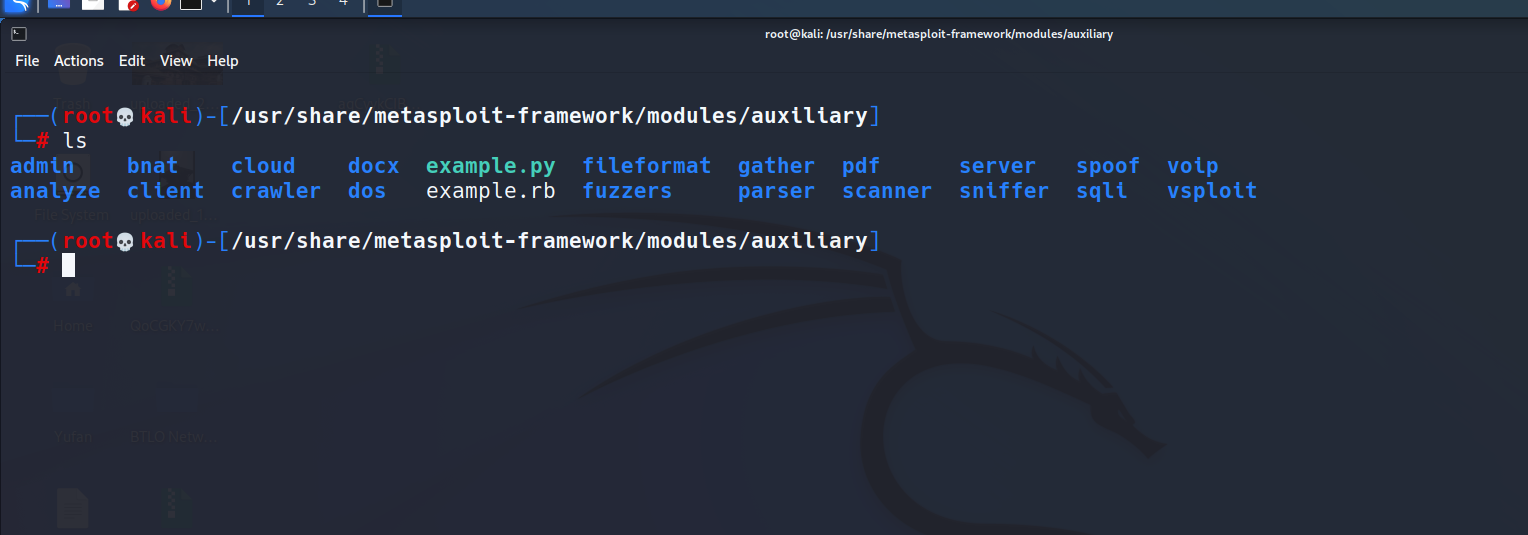 1 2 3 4
root@kali: /usr/share/metasploit-framework/modules/auxiliary
File Actions Edit View Help
┌──(root💀kali)-[/usr/share/metasploit-framework/modules/auxiliary]
└─# ls
admin bnat cloud docx example.py fileformat gather pdf server spoof voip
analyze client crawler dos example.rb fuzzers parser scanner sniffer sqli vsploit
File System
┌──(root💀kali)-[/usr/share/metasploit-framework/modules/auxiliary]
└─#
Home QoCGKY7w...
Yufan BTLO Netw...